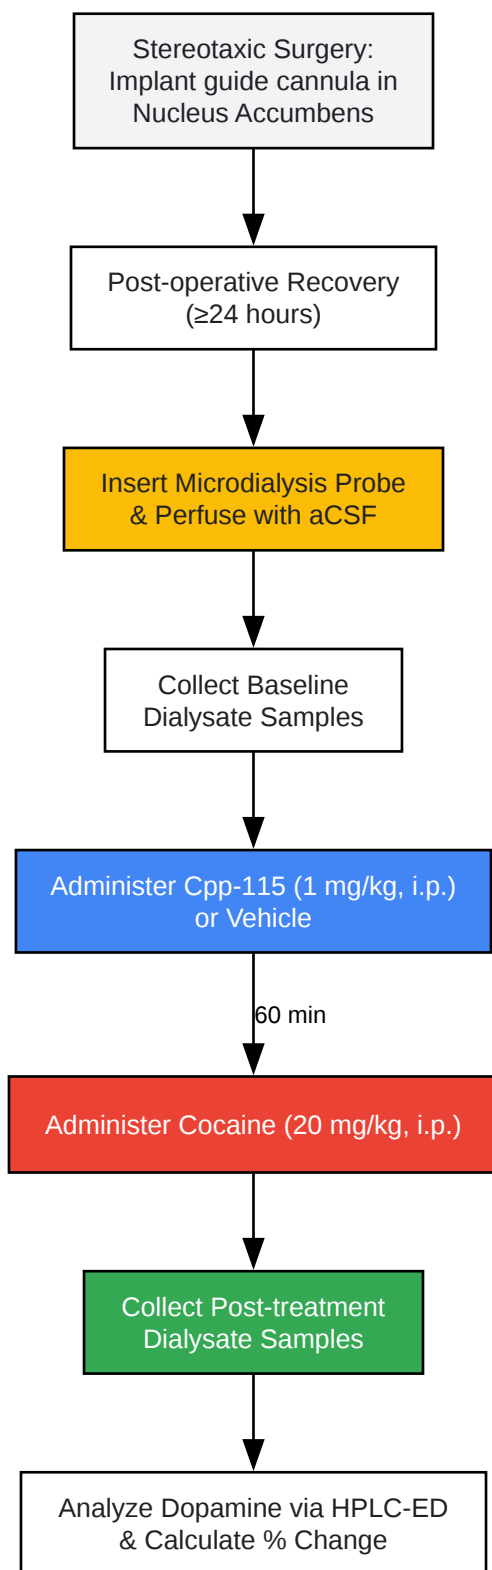 Stereotaxic Surgery:
Implant guide cannula in
Nucleus Accumbens
Post-operative Recovery
(≥24 hours)
Insert Microdialysis Probe
& Perfuse with aCSF
Collect Baseline
Dialysate Samples
Administer Cpp-115 (1 mg/kg, i.p.)
or Vehicle
60 min
Administer Cocaine (20 mg/kg, i.p.)
Collect Post-treatment
Dialysate Samples
Analyze Dopamine via HPLC-ED
& Calculate % Change